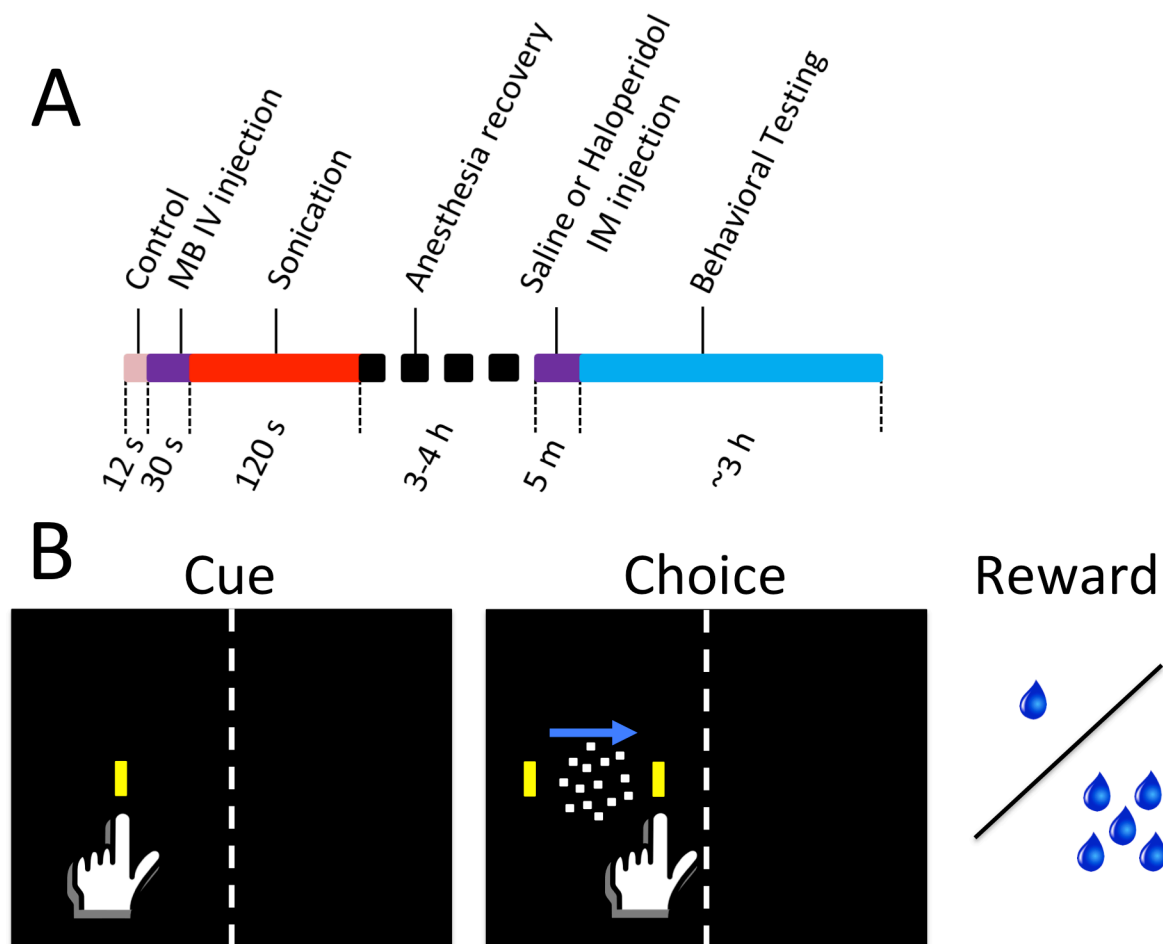 A
Control
MB IV injection
Sonication
Anesthesia recovery
Saline or Haloperidol
IM injection
Behavioral Testing
12 s
30 s
120 s
3-4 h
5 m
~3 h
B
Cue
Choice
Reward